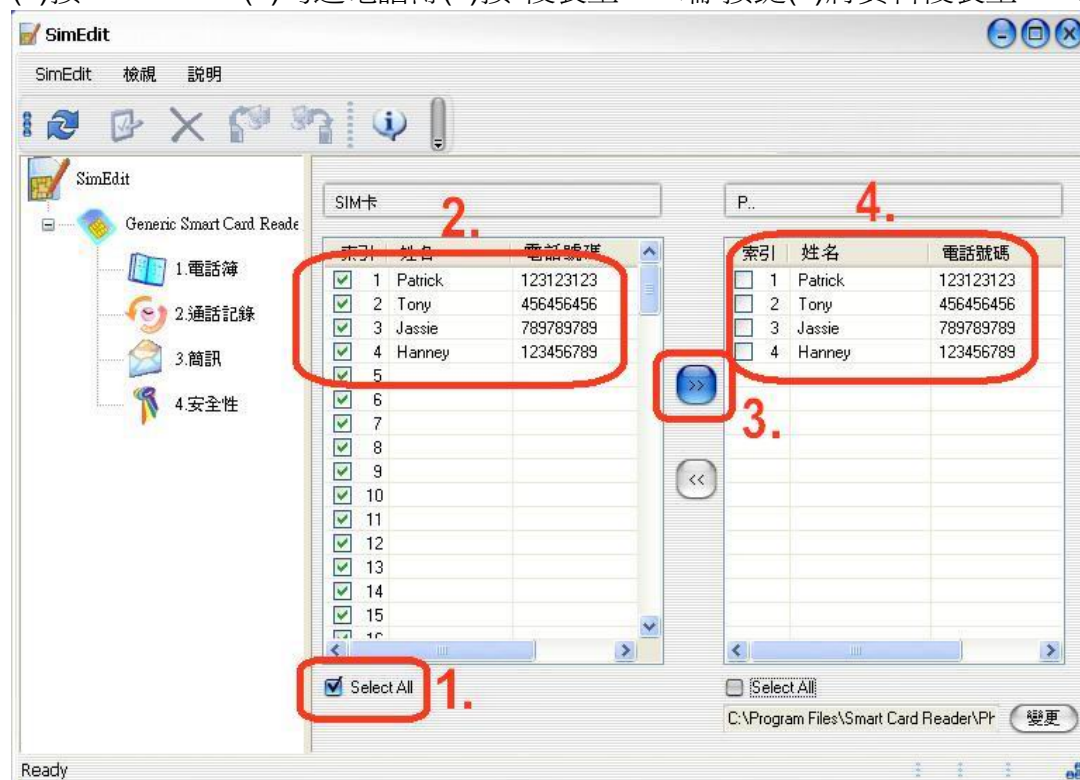 SimEdit
SimEdit 檢視 說明
SimEdit
Generic Smart Card Reade
1.電話簿
2.通話記錄
3.簡訊
4.安全性
SIM卡
2.
索引 姓名 電話號碼
1 Patrick 123123123
2 Tony 456456456
3 Jassie 789789789
4 Hanney 123456789
5
6
7
8
9
10
11
12
13
14
15
16
Select All
1.
>>
3.
<<
P..
4.
索引 姓名 電話號碼
1 Patrick 123123123
2 Tony 456456456
3 Jassie 789789789
4 Hanney 123456789
Select All
C:\Program Files\Smart Card Reader\Ph 變更
Ready